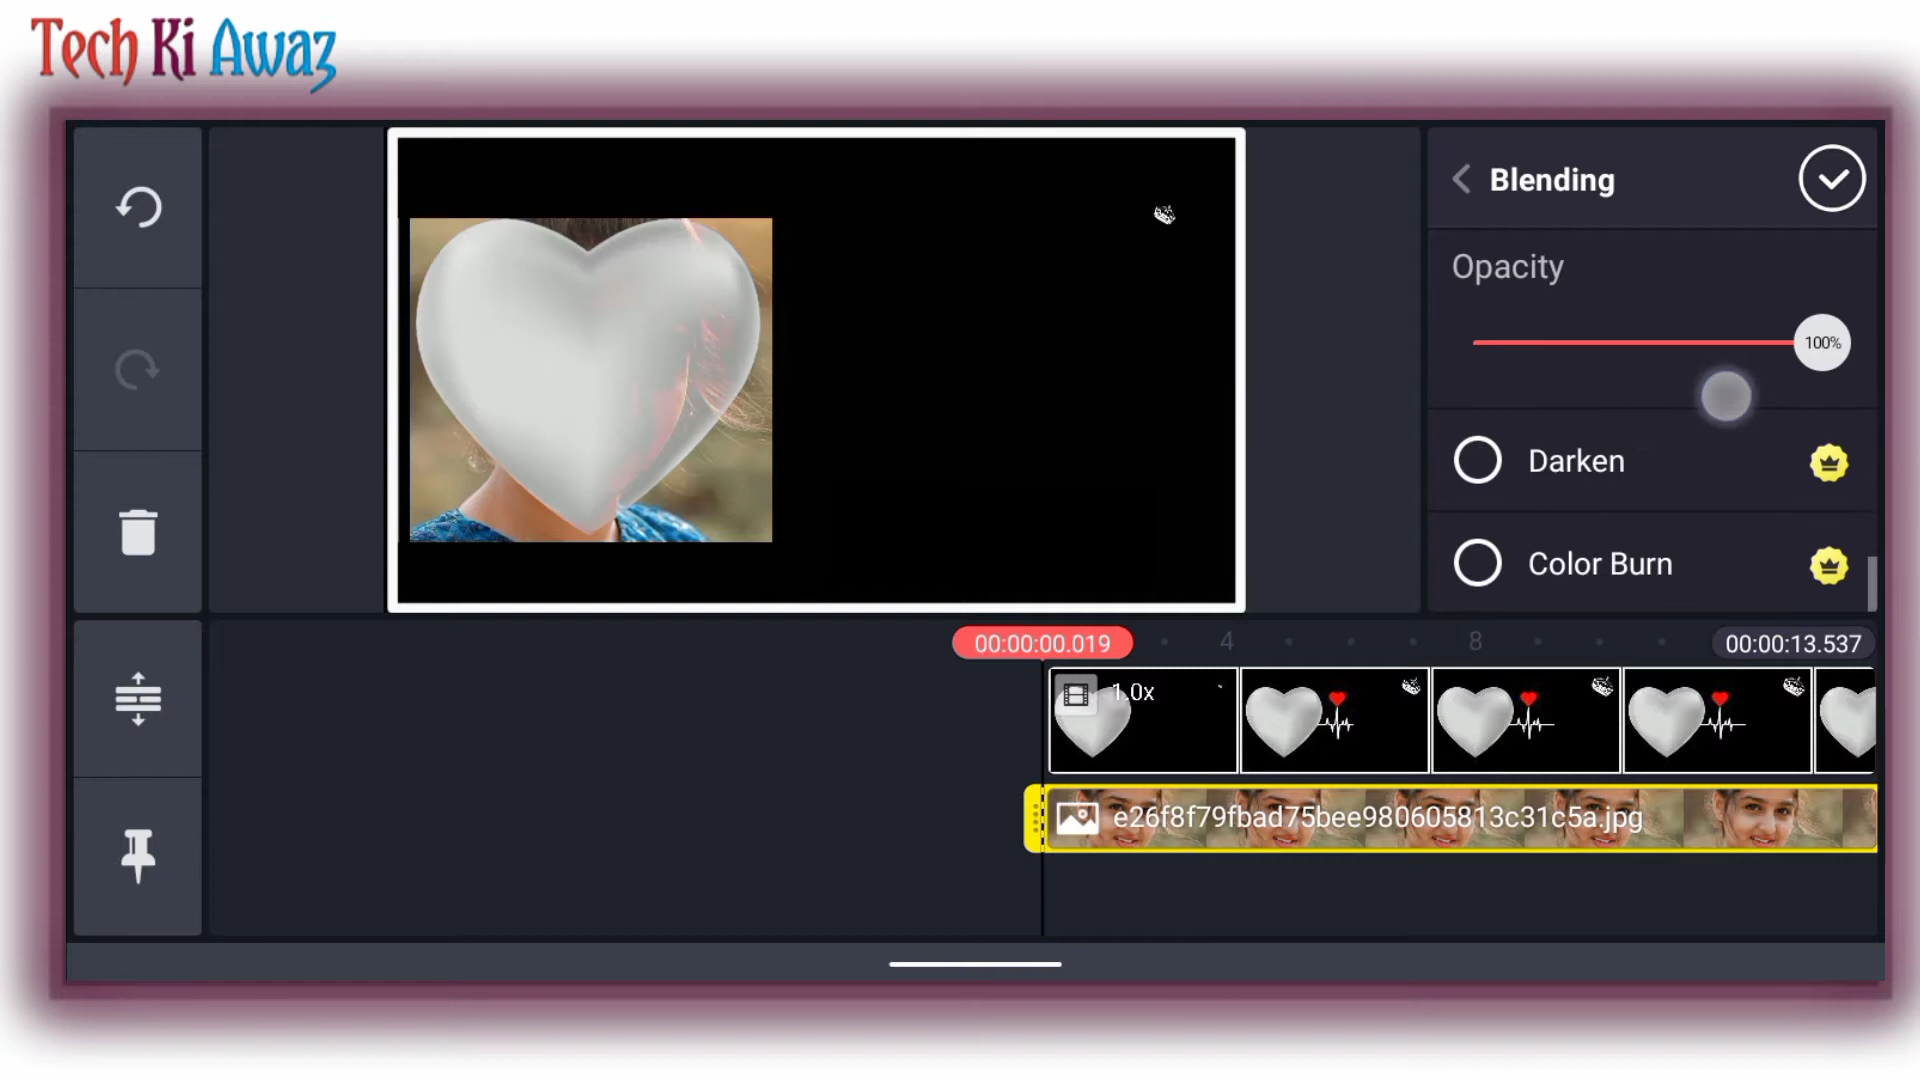 Tech Ki Awaz
Blending
Opacity
100%
Darken
Color Burn
00:00:00.019
4
8
00:00:13.537
1.0x
e26f8f79fbad75bee980605813c31c5a.jpg